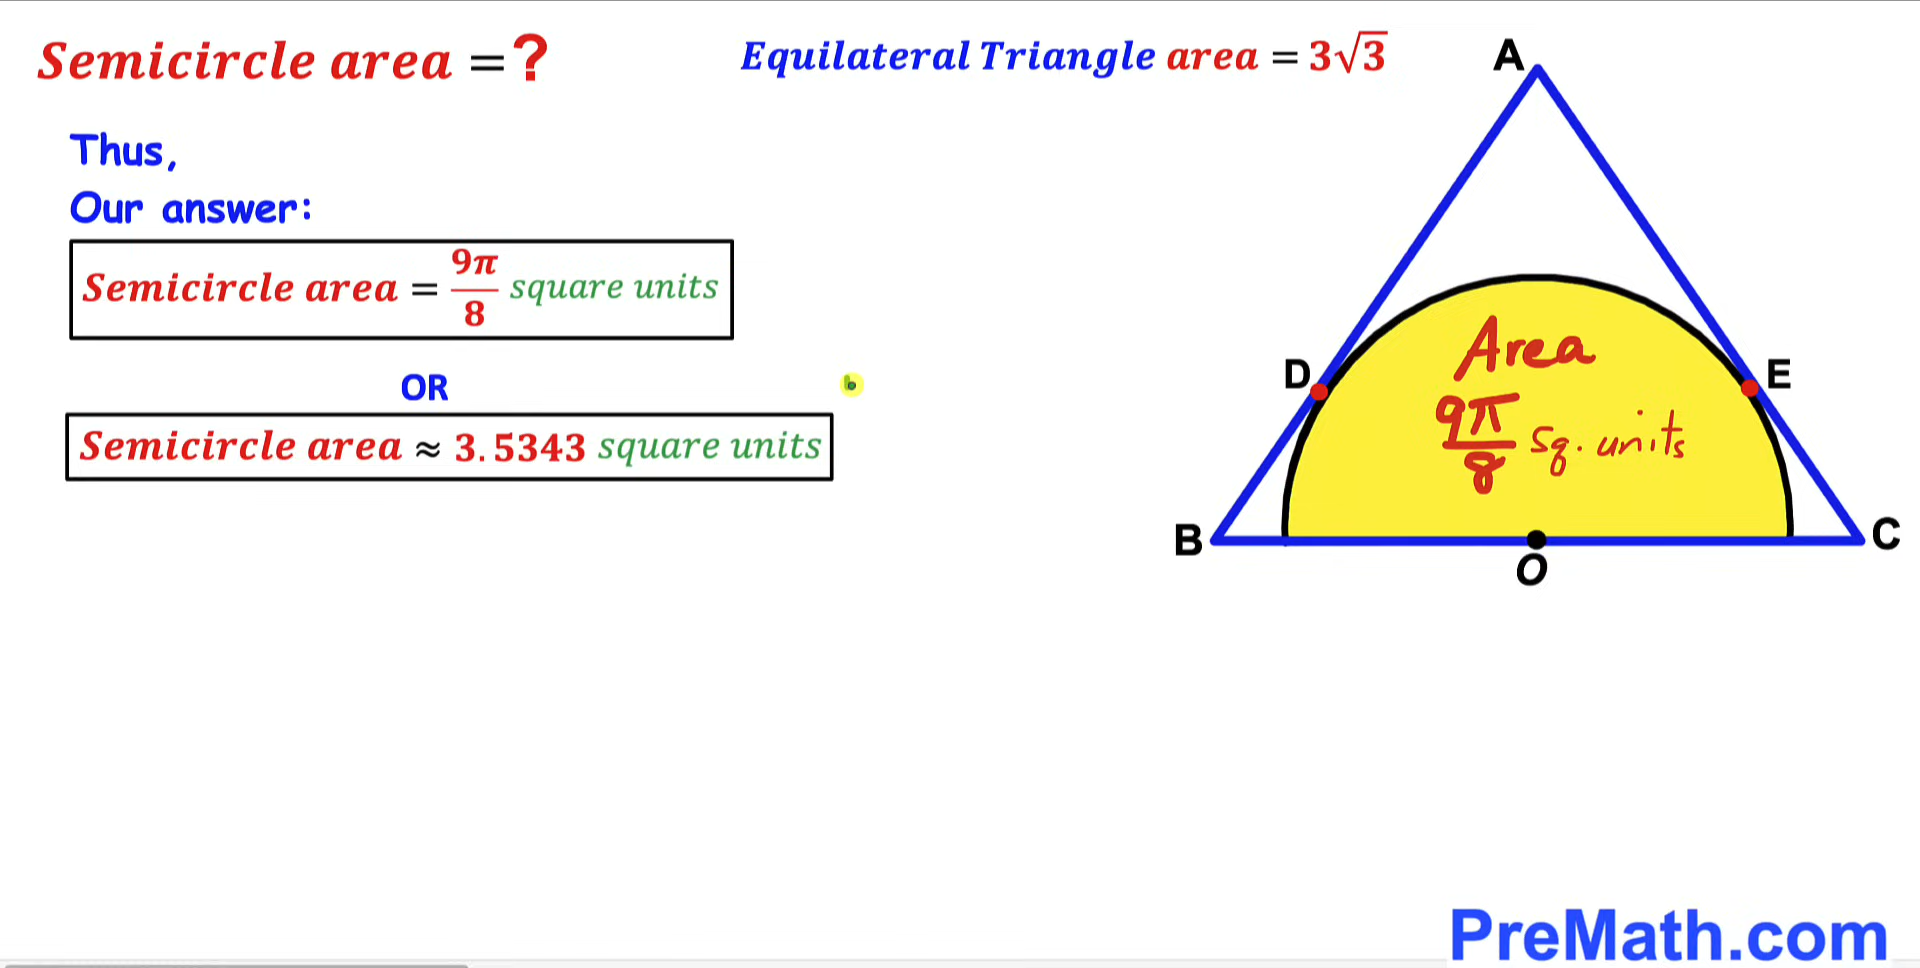 Semicircle area = ?
Equilateral Triangle area = 3√3
Thus,
Our answer:
Semicircle area = 9π/8 square units
OR
Semicircle area ≈ 3.5343 square units
A
Area
D
E
9π/8 sq. units
B
C
O
PreMath.com